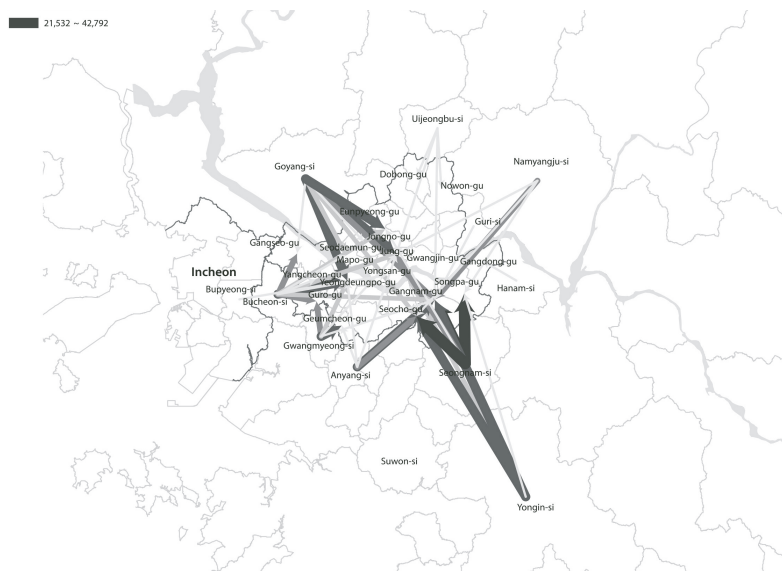 21,532 ~ 42,792
Uijeongbu-si
Namyangju-si
Goyang-si
Dobong-gu
Nowon-gu
Eunpyeong-gu
Guri-si
Jongno-gu
Gangseo-gu
Seodaemun-gu
Jung-gu
Mapo-gu
Gwangjin-gu
Gangdong-gu
Incheon
Yangcheon-gu
Yongsan-gu
Yeongdeungpo-gu
Songpa-gu
Bupyeong-si
Gangnam-gu
Hanam-si
Bucheon-si
Guro-gu
Seocho-gu
Geumcheon-gu
Gwangmyeong-si
Anyang-si
Seongnam-si
Suwon-si
Yongin-si